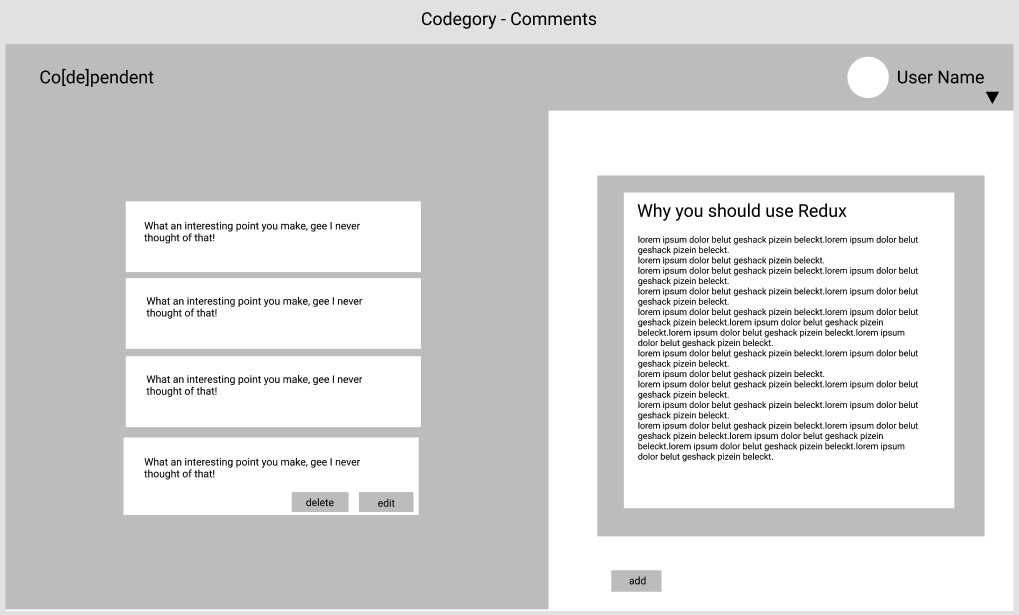 Codegory - Comments
Co[de]pendent
User Name
What an interesting point you make, gee I never
thought of that!
What an interesting point you make, gee I never
thought of that!
What an interesting point you make, gee I never
thought of that!
What an interesting point you make, gee I never
thought of that!
delete
edit
Why you should use Redux
lorem ipsum dolor belut geshack pizein beleckt.lorem ipsum dolor belut
geshack pizein beleckt.
lorem ipsum dolor belut geshack pizein beleckt.
lorem ipsum dolor belut geshack pizein beleckt.lorem ipsum dolor belut
geshack pizein beleckt.
lorem ipsum dolor belut geshack pizein beleckt.lorem ipsum dolor belut
geshack pizein beleckt.
lorem ipsum dolor belut geshack pizein beleckt.lorem ipsum dolor belut
geshack pizein beleckt.lorem ipsum dolor belut geshack pizein
beleckt.lorem ipsum dolor belut geshack pizein beleckt.lorem ipsum
dolor belut geshack pizein beleckt.
lorem ipsum dolor belut geshack pizein beleckt.lorem ipsum dolor belut
geshack pizein beleckt.
lorem ipsum dolor belut geshack pizein beleckt.
lorem ipsum dolor belut geshack pizein beleckt.lorem ipsum dolor belut
geshack pizein beleckt.
lorem ipsum dolor belut geshack pizein beleckt.lorem ipsum dolor belut
geshack pizein beleckt.
lorem ipsum dolor belut geshack pizein beleckt.lorem ipsum dolor belut
geshack pizein beleckt.lorem ipsum dolor belut geshack pizein
beleckt.lorem ipsum dolor belut geshack pizein beleckt.lorem ipsum
dolor belut geshack pizein beleckt.
add